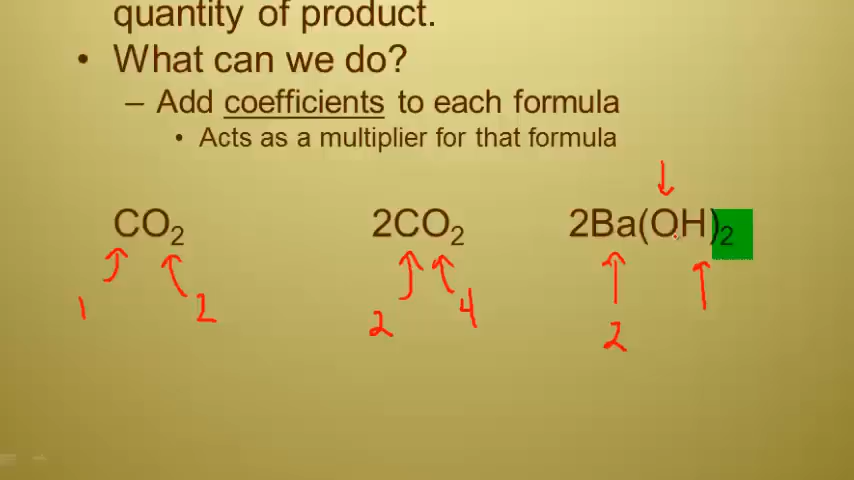 quantity of product.
• What can we do?
– Add coefficients to each formula
• Acts as a multiplier for that formula
CO₂ 2CO₂ 2Ba(OH)₂
1 2 2 4 2